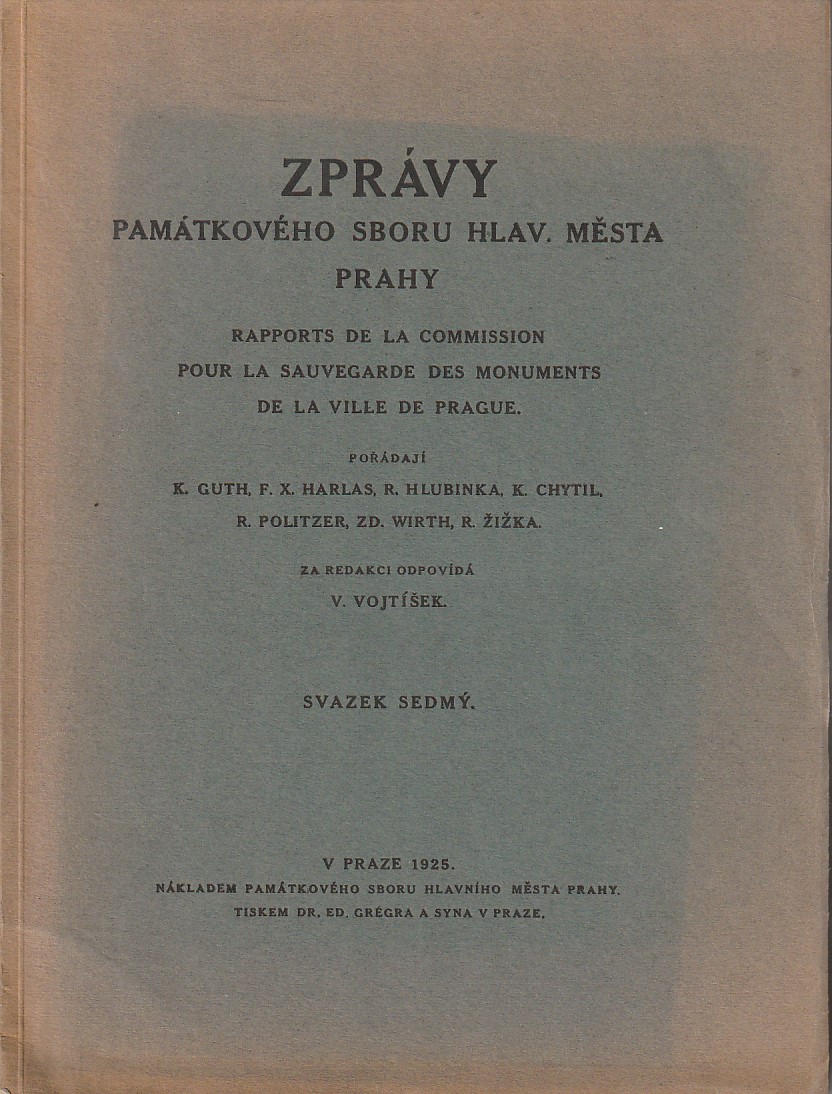 ZPRÁVY
PAMÁTKOVÉHO SBORU HLAV. MĚSTA
PRAHY
RAPPORTS DE LA COMMISSION
POUR LA SAUVEGARDE DES MONUMENTS
DE LA VILLE DE PRAGUE.
POŘÁDAJÍ
K. GUTH, F. X. HARLAS, R. HLUBINKA, K. CHYTIL,
R. POLITZER, ZD. WIRTH, R. ŽIŽKA.
ZA REDAKCI ODPOVÍDÁ
V. VOJTÍŠEK.
SVAZEK SEDMÝ.
V PRAZE 1925.
NÁKLADEM PAMÁTKOVÉHO SBORU HLAVNÍHO MĚSTA PRAHY.
TISKEM DR. ED. GRÉGRA A SYNA V PRAZE.